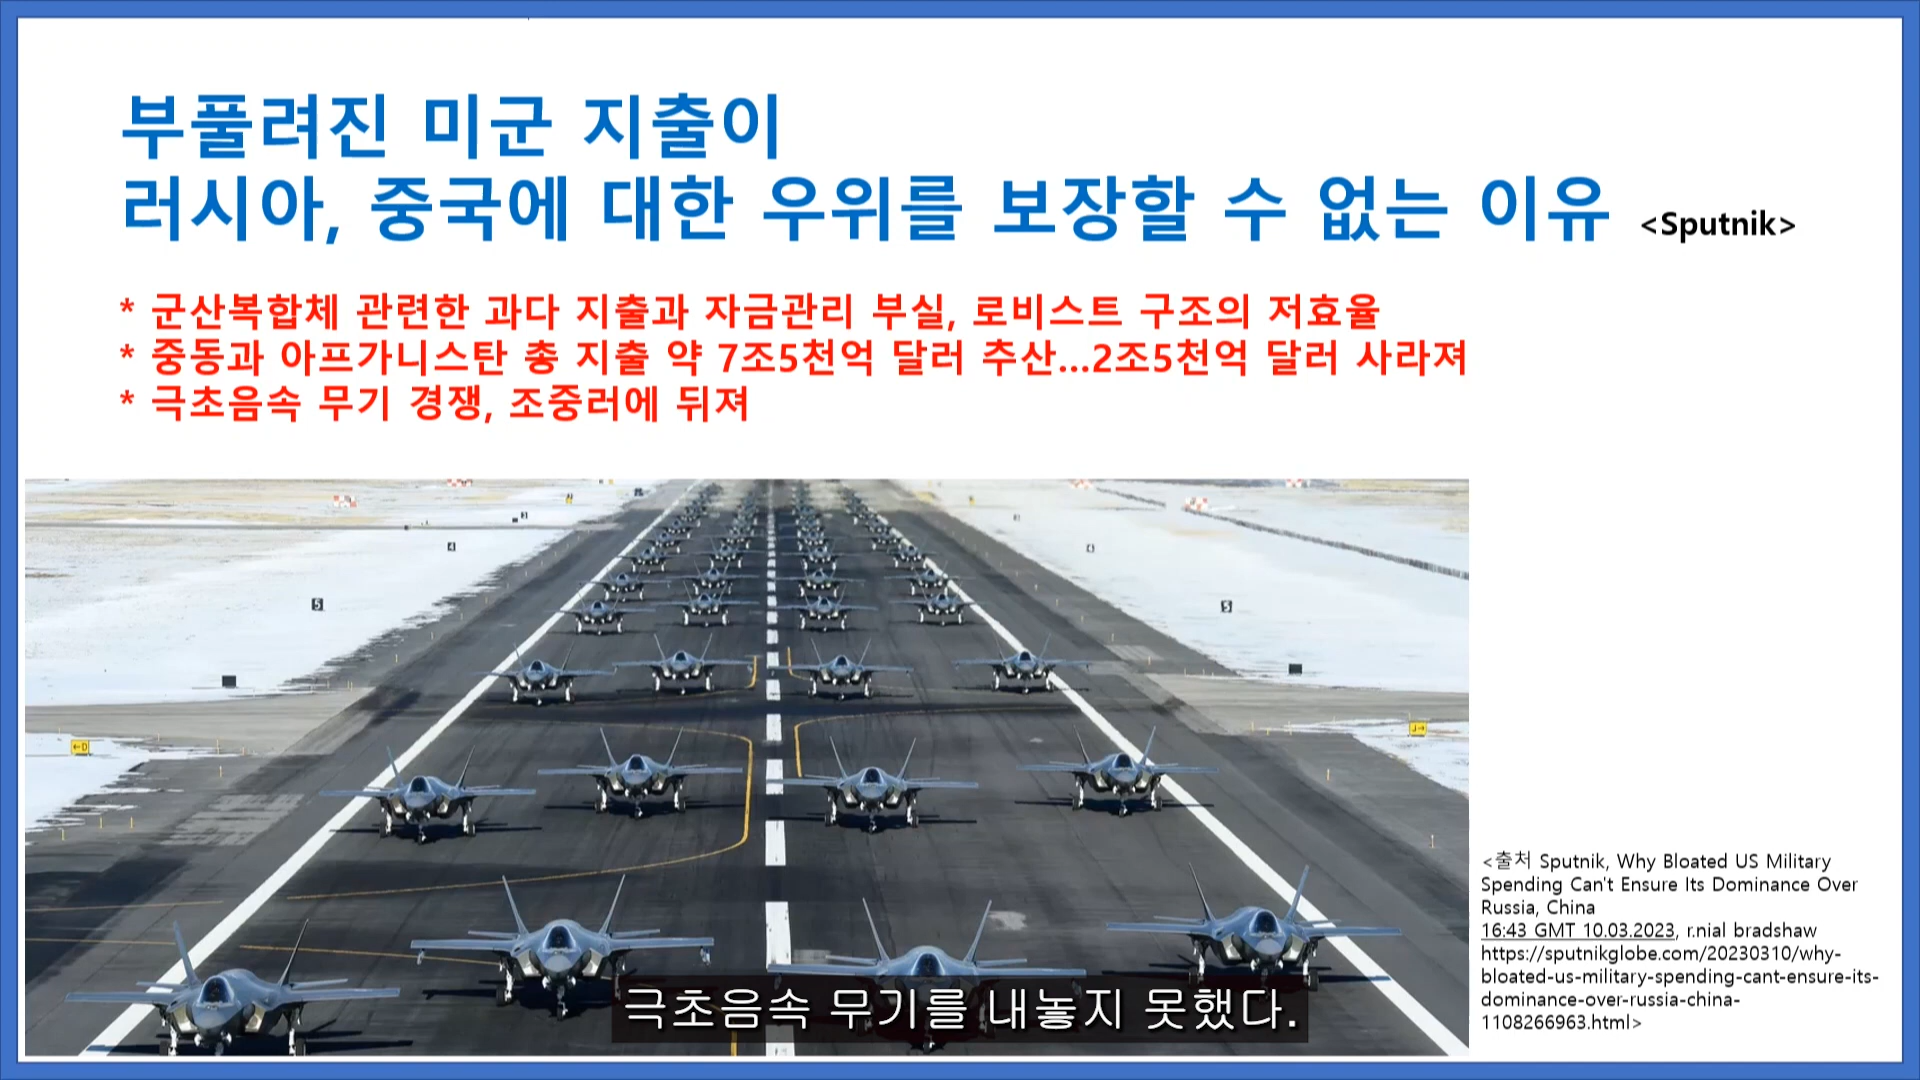 부풀려진 미군 지출이
러시아, 중국에 대한 우위를 보장할 수 없는 이유 <Sputnik>
* 군산복합체 관련한 과다 지출과 자금관리 부실, 로비스트 구조의 저효율
* 중동과 아프가니스탄 총 지출 약 7조5천억 달러 추산...2조5천억 달러 사라져
* 극초음속 무기 경쟁, 조중러에 뒤져
3
4
4
5
5
←D
J→
<출처 Sputnik, Why Bloated US Military
Spending Can't Ensure Its Dominance Over
Russia, China
16:43 GMT 10.03.2023, r.nial bradshaw
https://sputnikglobe.com/20230310/why-
bloated-us-military-spending-cant-ensure-its-
dominance-over-russia-china-
1108266963.html>
극초음속 무기를 내놓지 못했다.